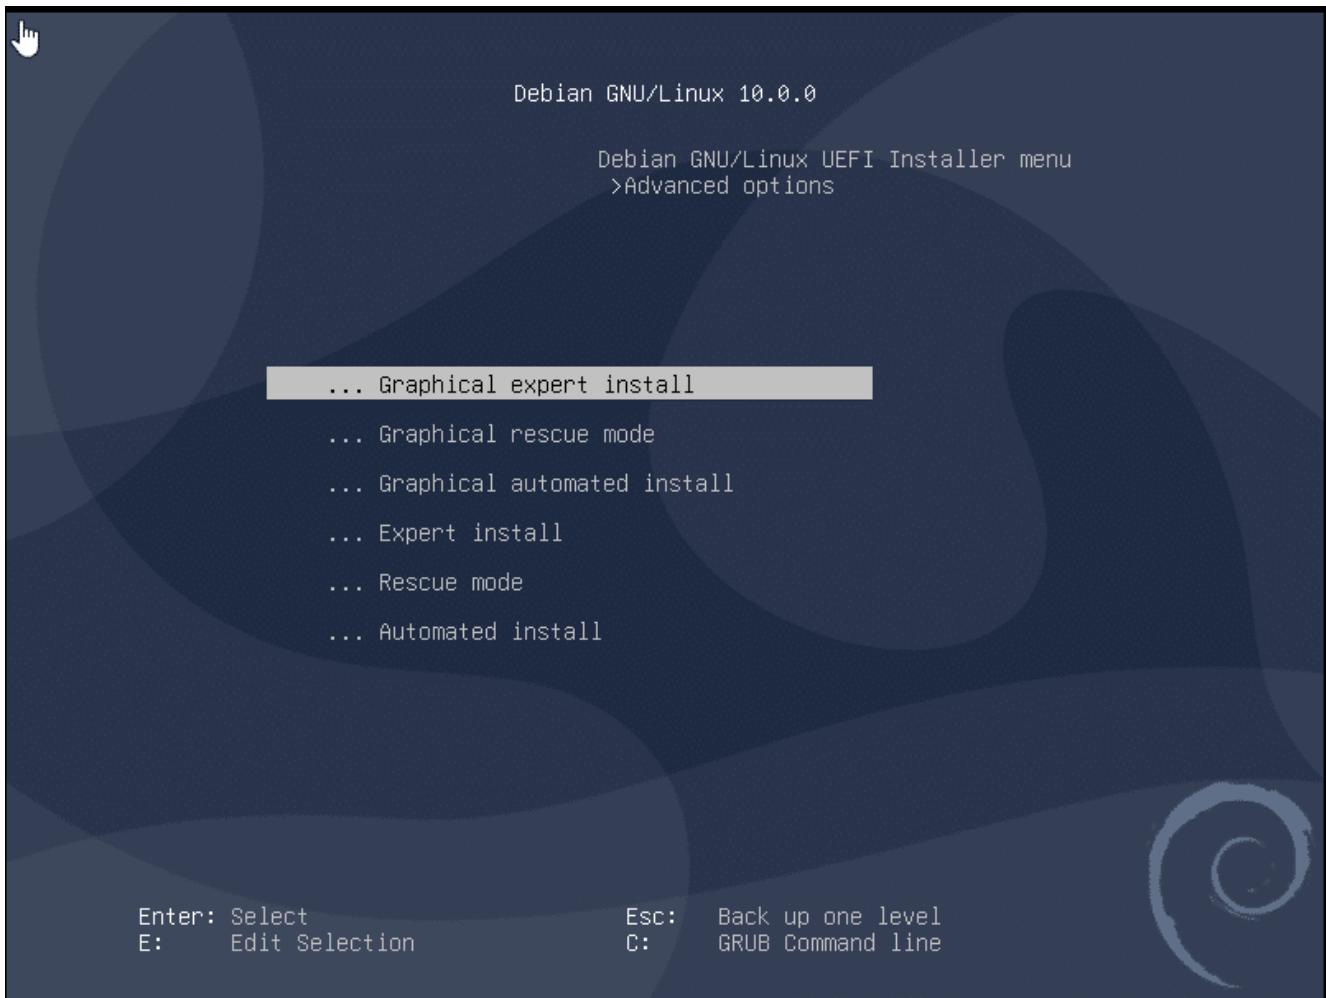 Debian GNU/Linux 10.0.0
Debian GNU/Linux UEFI Installer menu
>Advanced options
... Graphical expert install
... Graphical rescue mode
... Graphical automated install
... Expert install
... Rescue mode
... Automated install
Enter: Select Esc: Back up one level
E: Edit Selection C: GRUB Command line